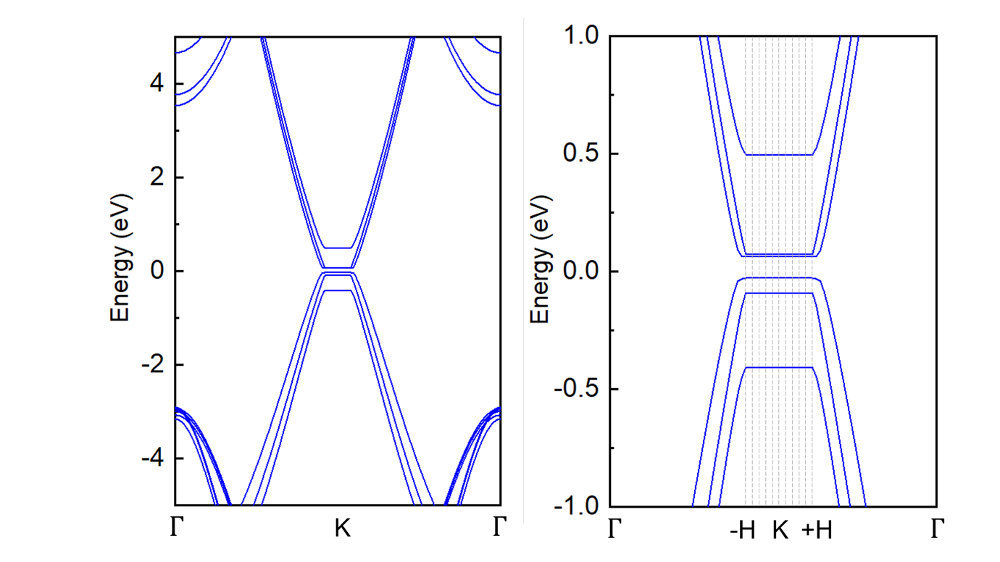 Energy (eV)
4
2
0
-2
-4
Γ
K
Γ
Energy (eV)
1.0
0.5
0.0
-0.5
-1.0
Γ
-H
K
+H
Γ